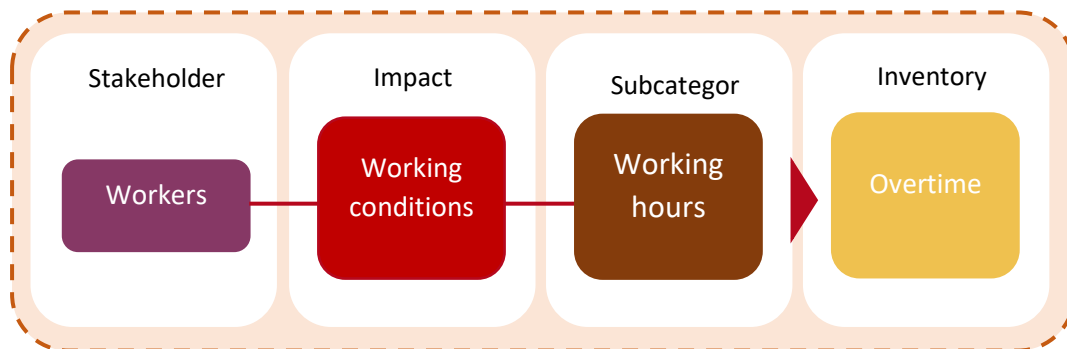 Stakeholder
Impact
Subcategor
Inventory
Workers
Working
conditions
Working
hours
Overtime